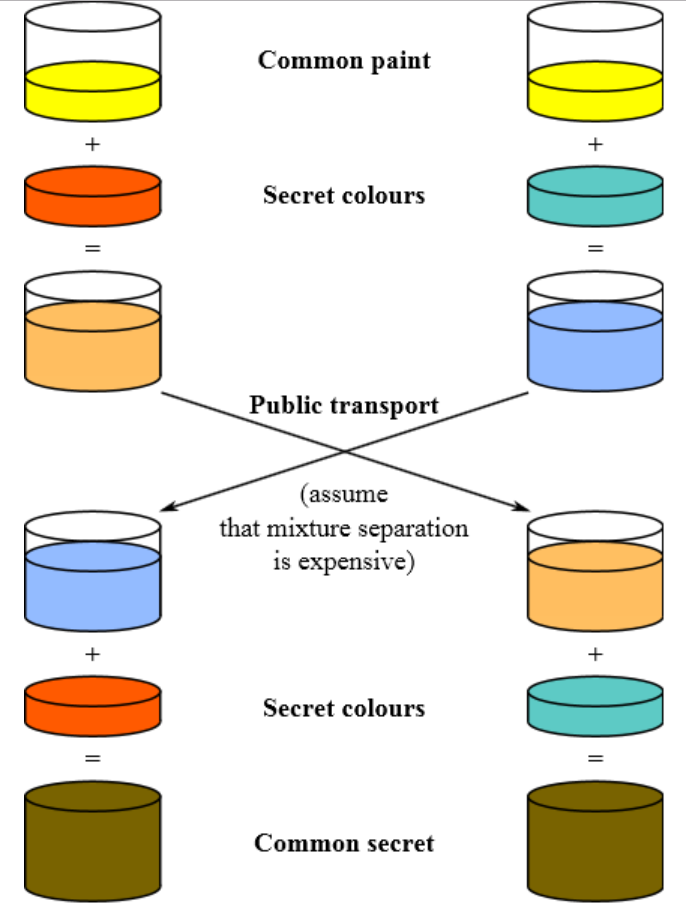 Common paint
+ +
Secret colours
= =
Public transport
(assume
that mixture separation
is expensive)
+ +
Secret colours
= =
Common secret